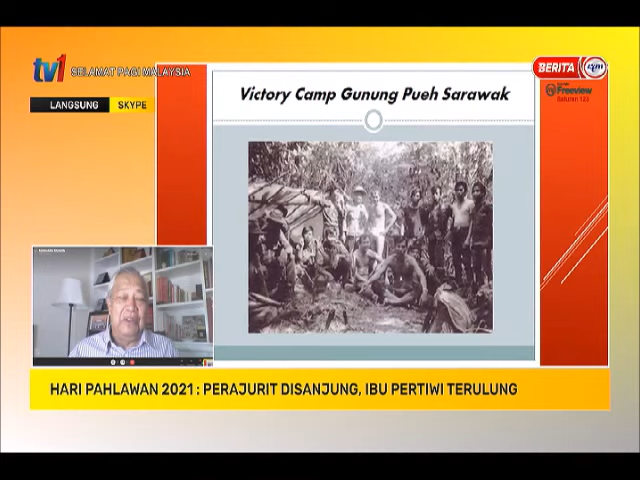 tv1 SELAMAT PAGI MALAYSIA
LANGSUNG SKYPE
BERITA rtm
Freeview
Saluran 123
Victory Camp Gunung Pueh Sarawak
HARI PAHLAWAN 2021 : PERAJURIT DISANJUNG, IBU PERTIWI TERULUNG